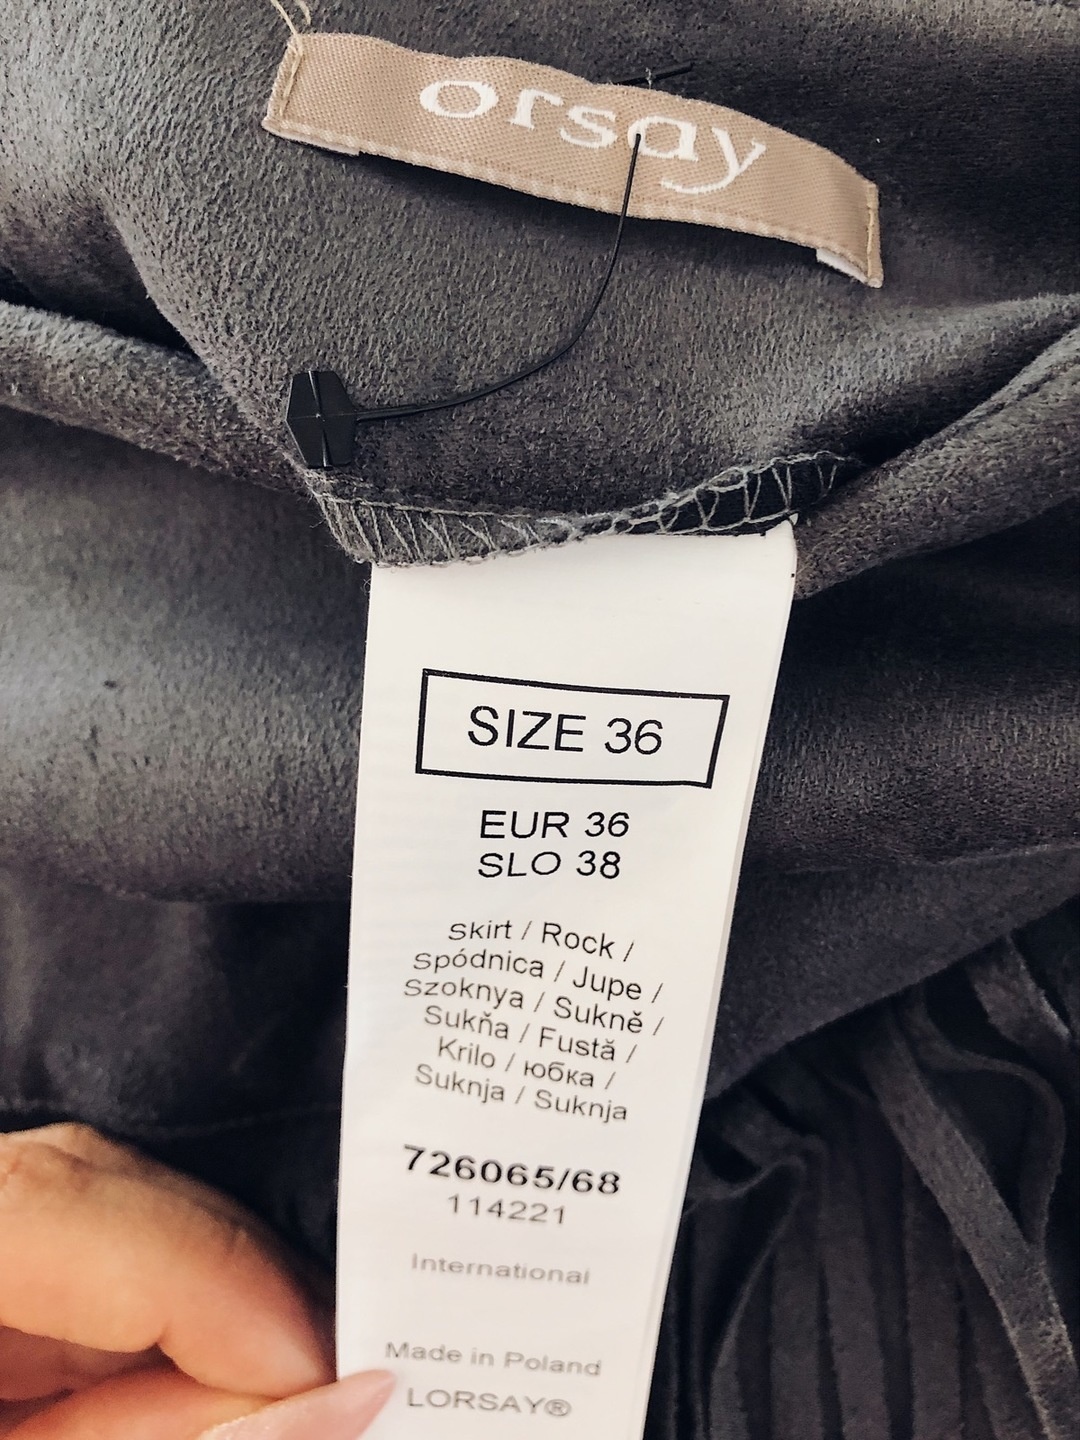 orsay
SIZE 36
EUR 36
SLO 38
Skirt / Rock /
Spódnica / Jupe /
Szoknya / Sukně /
Sukňa / Fustă /
Krilo / юбка /
Suknja / Suknja
726065/68
114221
International
Made in Poland
LORSAY®